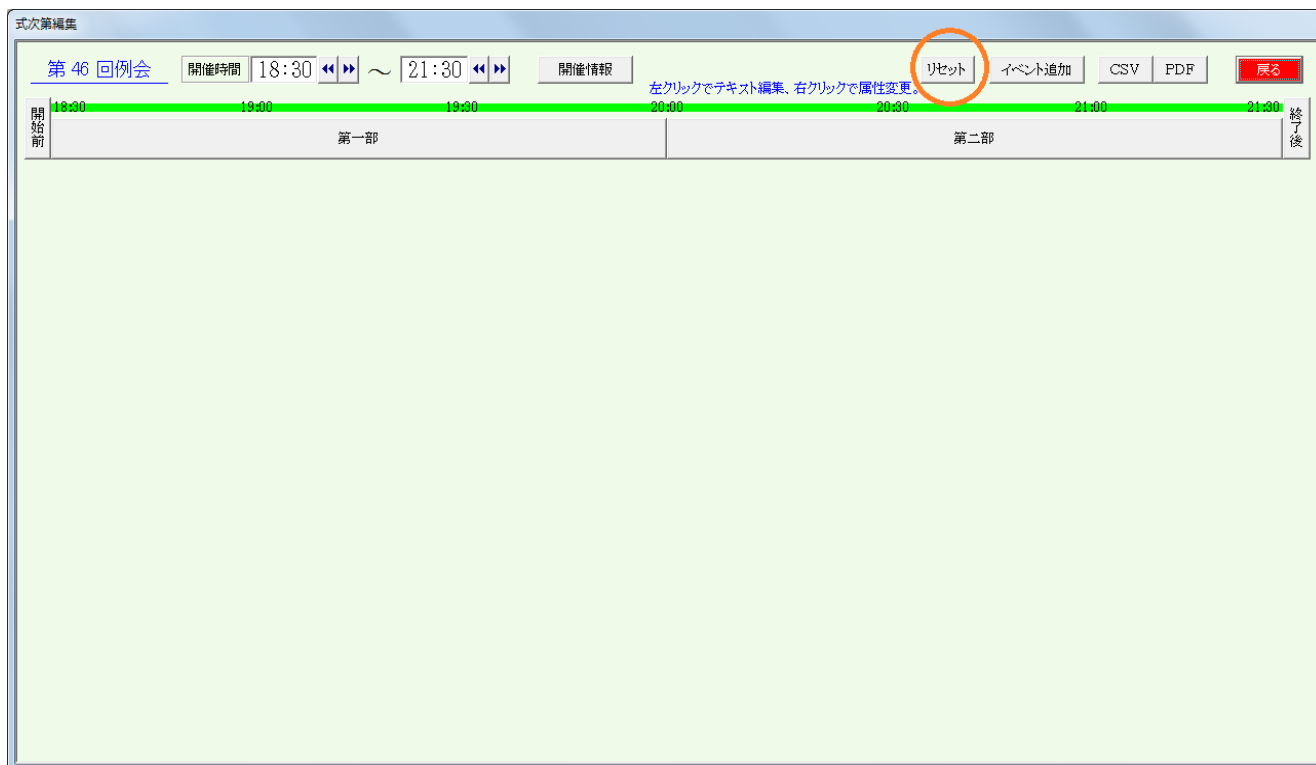 式次第編集
第 46 回例会 開催時間 18:30 ～ 21:30 開催情報 リセット イベント追加 CSV PDF 戻る
左クリックでテキスト編集、右クリックで属性変更。
18:30 19:00 19:30 20:00 20:30 21:00 21:30
開始前 第一部 第二部 終了後